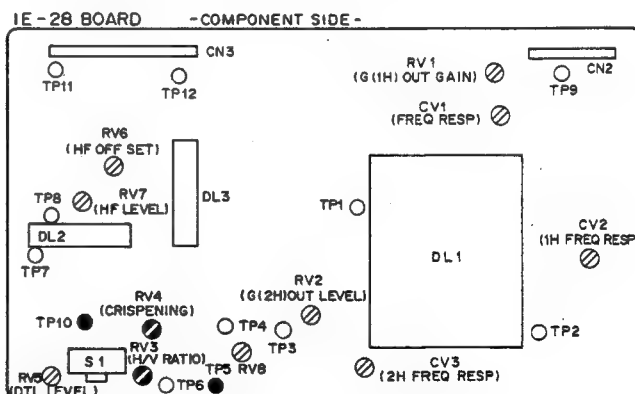 IE-28 BOARD -COMPONENT SIDE-
CN3
CN2
TP11
TP12
RV1
(G(1H) OUT GAIN)
TP9
CV1
(FREQ RESP)
RV6
(HF OFF SET)
RV7
(HF LEVEL)
TP8
DL2
TP7
DL3
TP1
DL1
CV2
(1H FREQ RESP)
RV2
(G(2H)OUT LEVEL)
RV4
(CRISPENING)
TP10
TP4
TP3
TP2
RV3
(H/V RATIO)
S1
RV8
RV5
(DTL LEVEL)
TP6
TP5
CV3
(2H FREQ RESP)